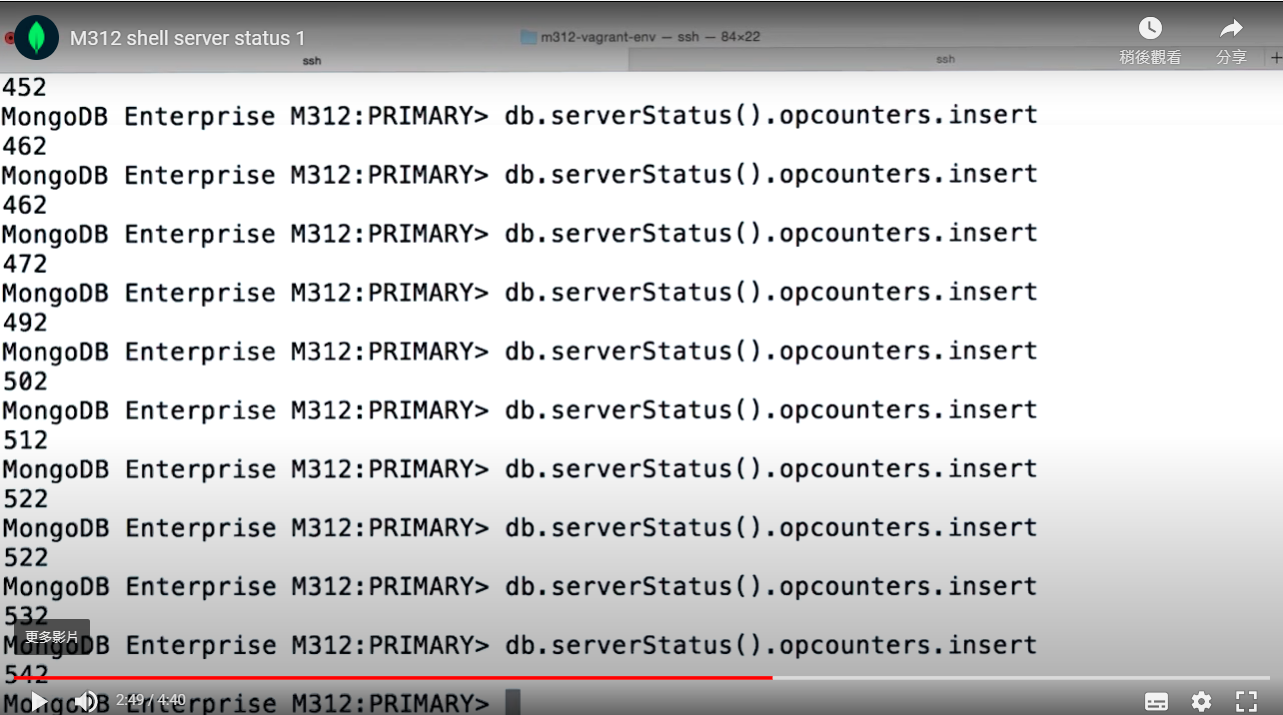 M312 shell server status 1
m312-vagrant-env — ssh — 84×22
稍後觀看
分享
ssh
ssh
+
452
MongoDB Enterprise M312:PRIMARY> db.serverStatus().opcounters.insert
462
MongoDB Enterprise M312:PRIMARY> db.serverStatus().opcounters.insert
462
MongoDB Enterprise M312:PRIMARY> db.serverStatus().opcounters.insert
472
MongoDB Enterprise M312:PRIMARY> db.serverStatus().opcounters.insert
492
MongoDB Enterprise M312:PRIMARY> db.serverStatus().opcounters.insert
502
MongoDB Enterprise M312:PRIMARY> db.serverStatus().opcounters.insert
512
MongoDB Enterprise M312:PRIMARY> db.serverStatus().opcounters.insert
522
MongoDB Enterprise M312:PRIMARY> db.serverStatus().opcounters.insert
522
MongoDB Enterprise M312:PRIMARY> db.serverStatus().opcounters.insert
532
更多影片
MongoDB Enterprise M312:PRIMARY> db.serverStatus().opcounters.insert
542
MongoDB Enterprise M312:PRIMARY>
2:49 / 4:40